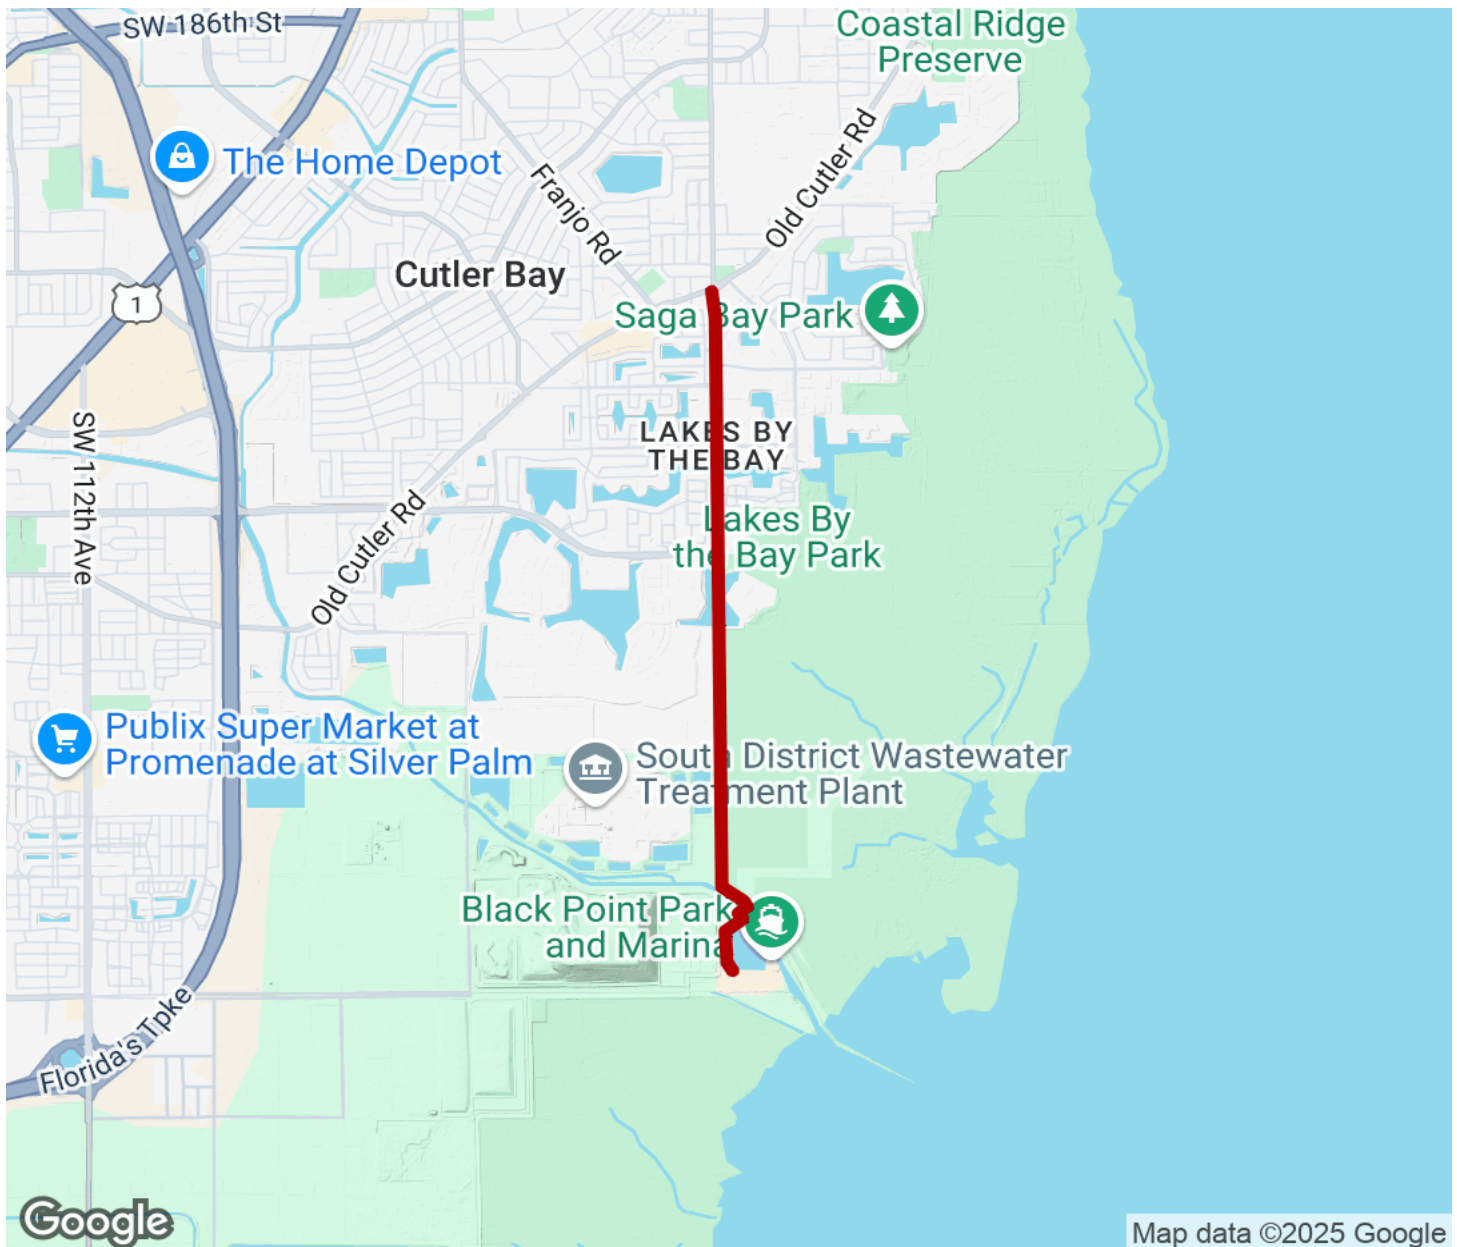 SW 186th St
Coastal Ridge
Preserve
The Home Depot
Franjo Rd
Old Cutler Rd
Cutler Bay
1
Saga Bay Park
SW 112th Ave
LAKES BY
THE BAY
Lakes By
the Bay Park
Old Cutler Rd
Publix Super Market at
Promenade at Silver Palm
South District Wastewater
Treatment Plant
Black Point Park
and Marina
Florida's Tpke
Google
Map data ©2025 Google